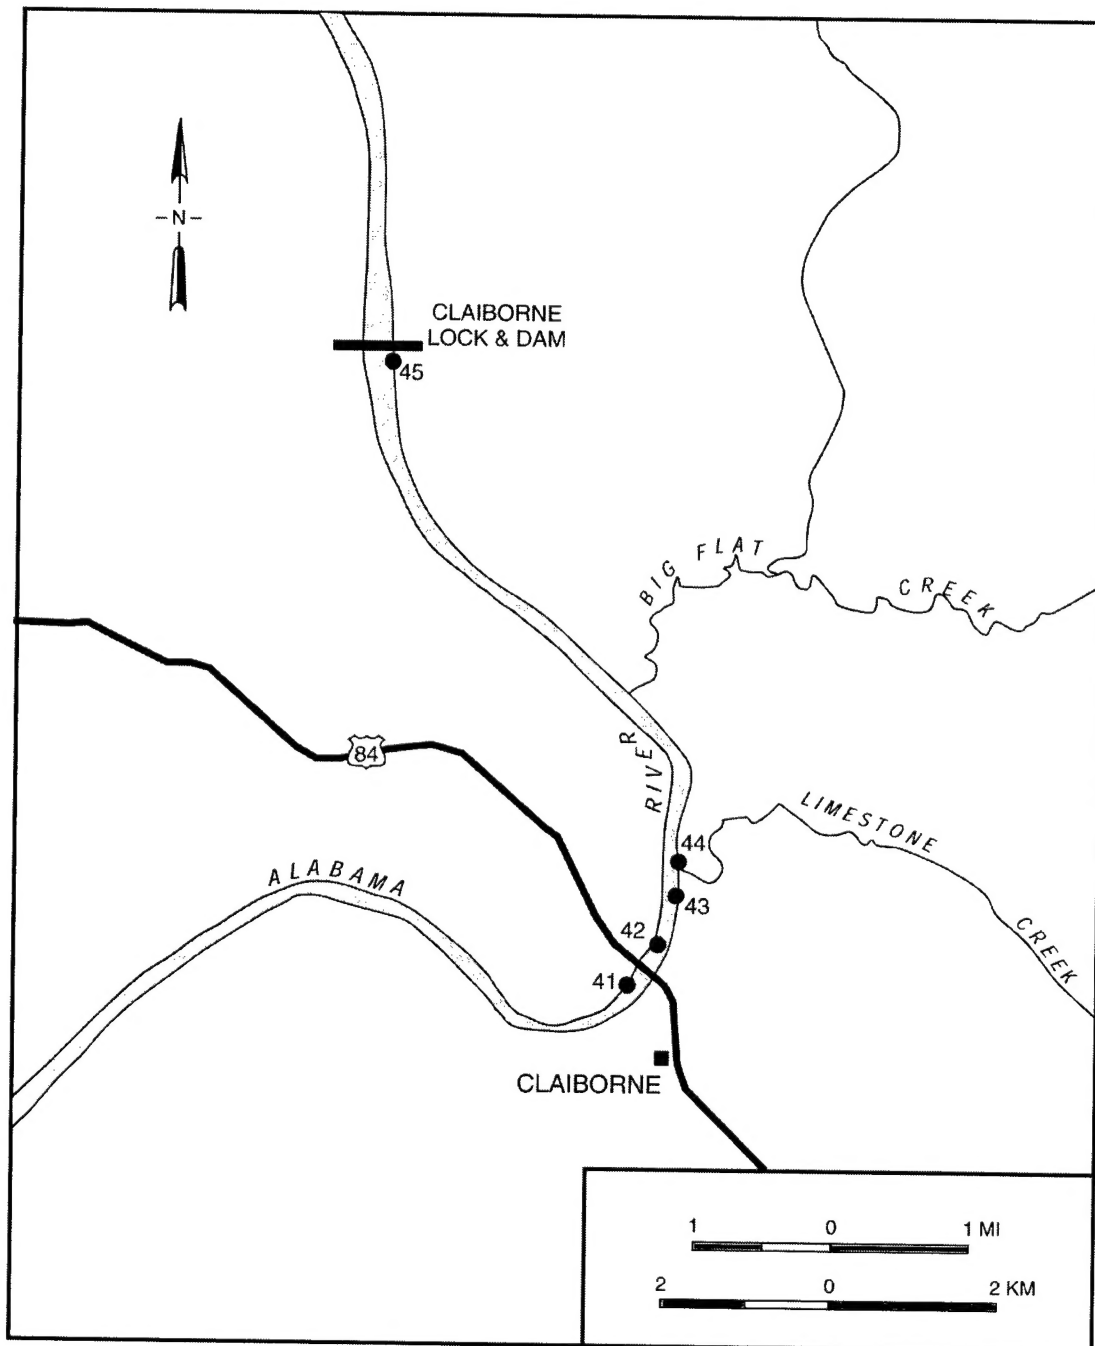 -N-
CLAIBORNE
LOCK & DAM
45
BIG FLAT CREEK
84
RIVER
LIMESTONE CREEK
ALABAMA
44
43
42
41
CLAIBORNE
1 0 1 MI
2 0 2 KM